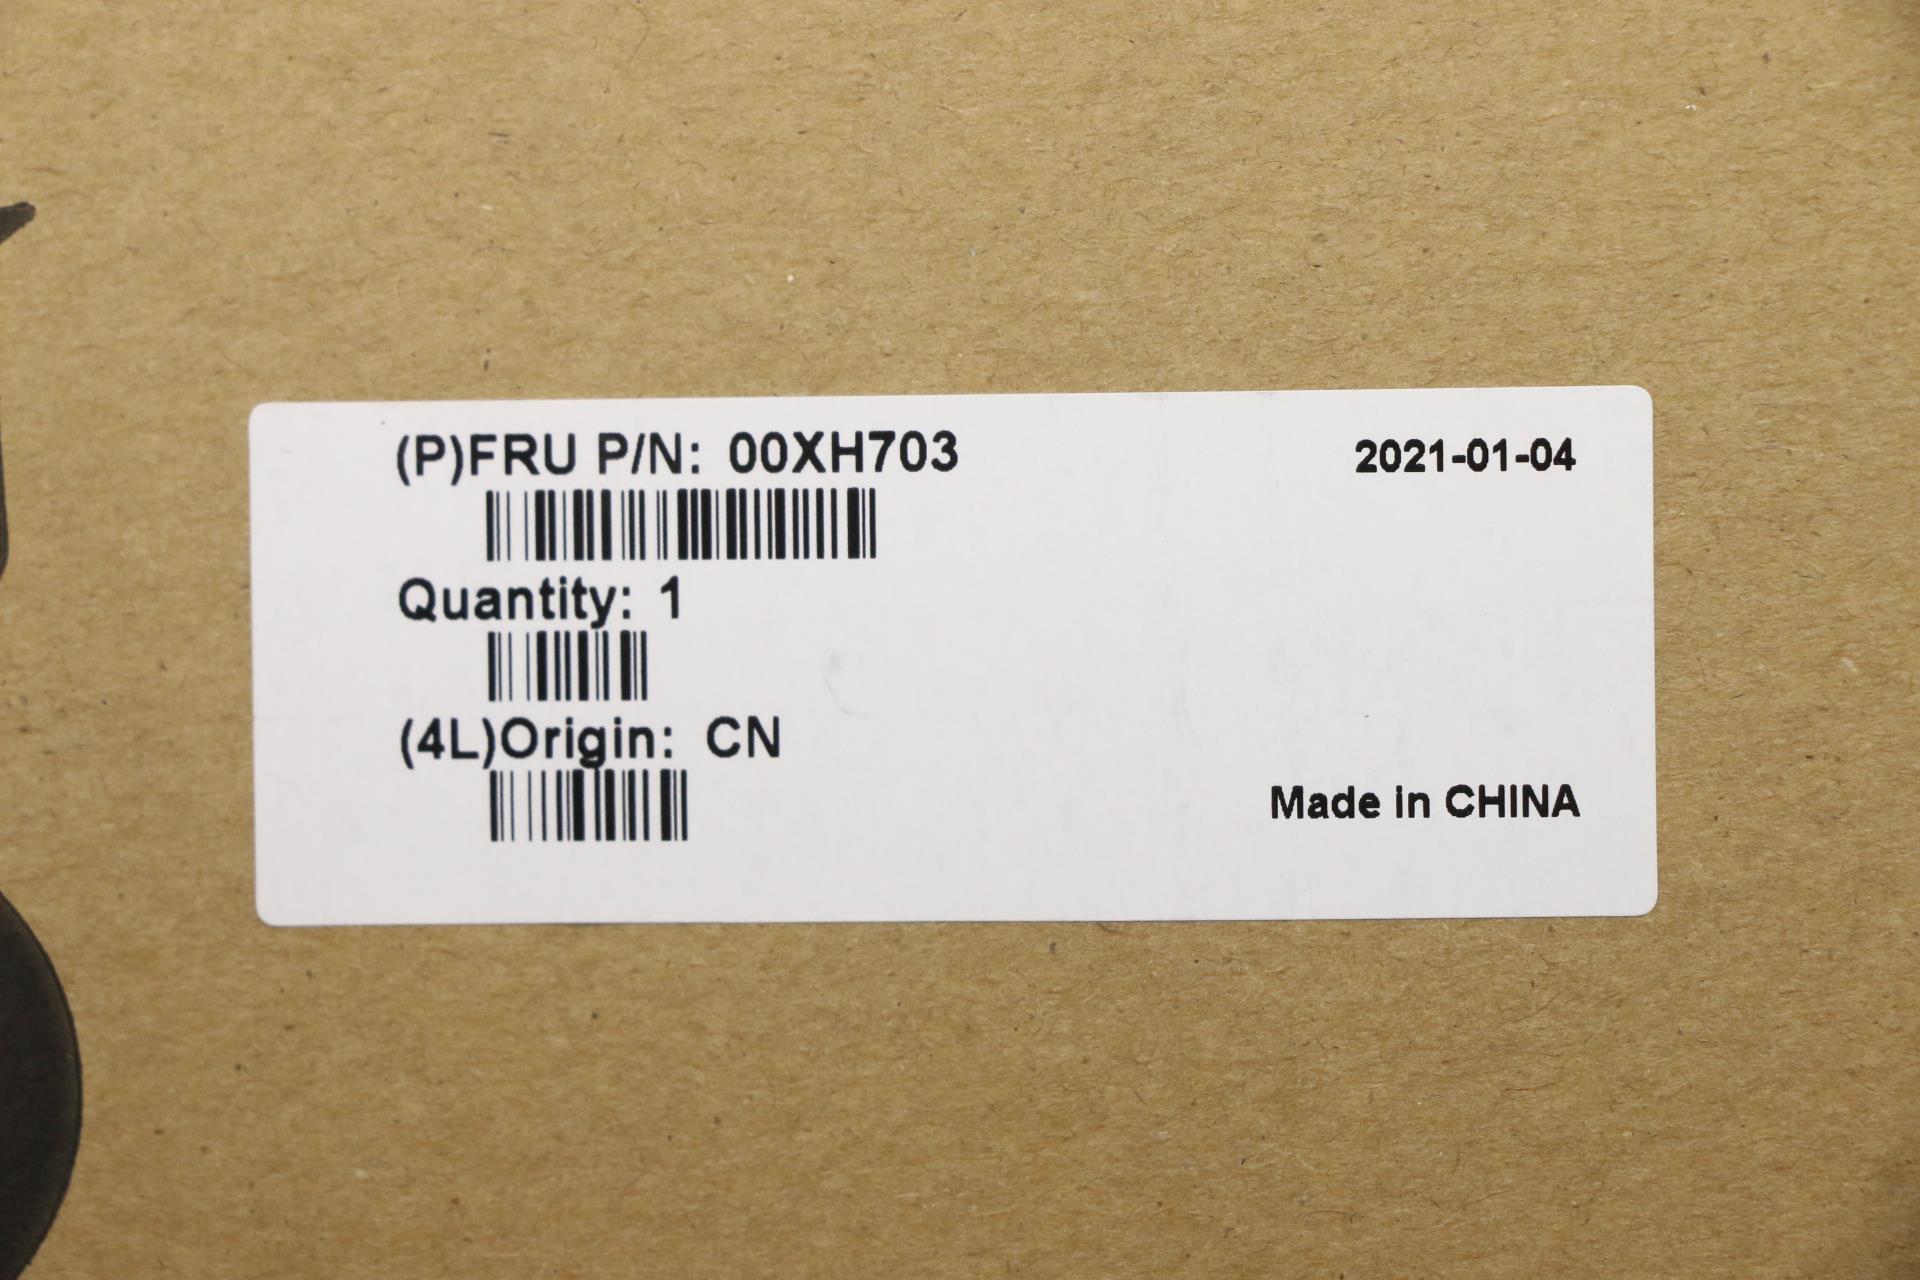 (P)FRU P/N: 00XH703
2021-01-04
Quantity: 1
(4L)Origin: CN
Made in CHINA